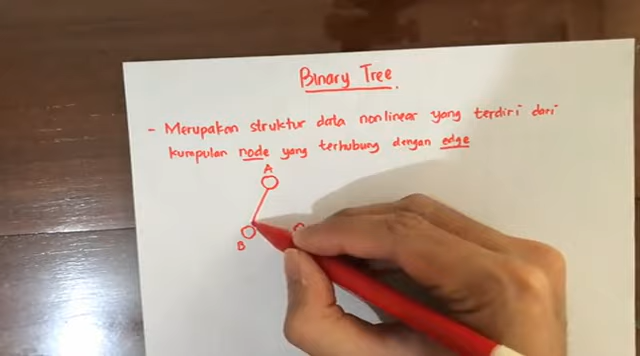 Binary Tree
- Merupakan struktur data nonlinear yang terdiri dari
kumpulan node yang terhubung dengan edge
A
B